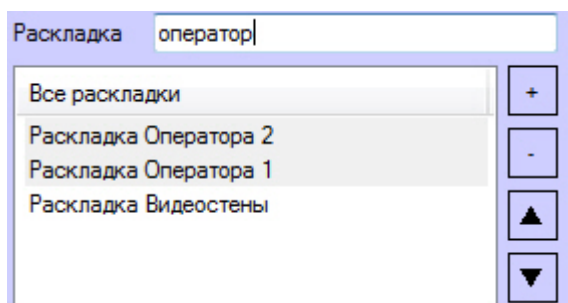 Раскладка оператор
Все раскладки
+
Раскладка Оператора 2
-
Раскладка Оператора 1
Раскладка Видеостены
▲
▼